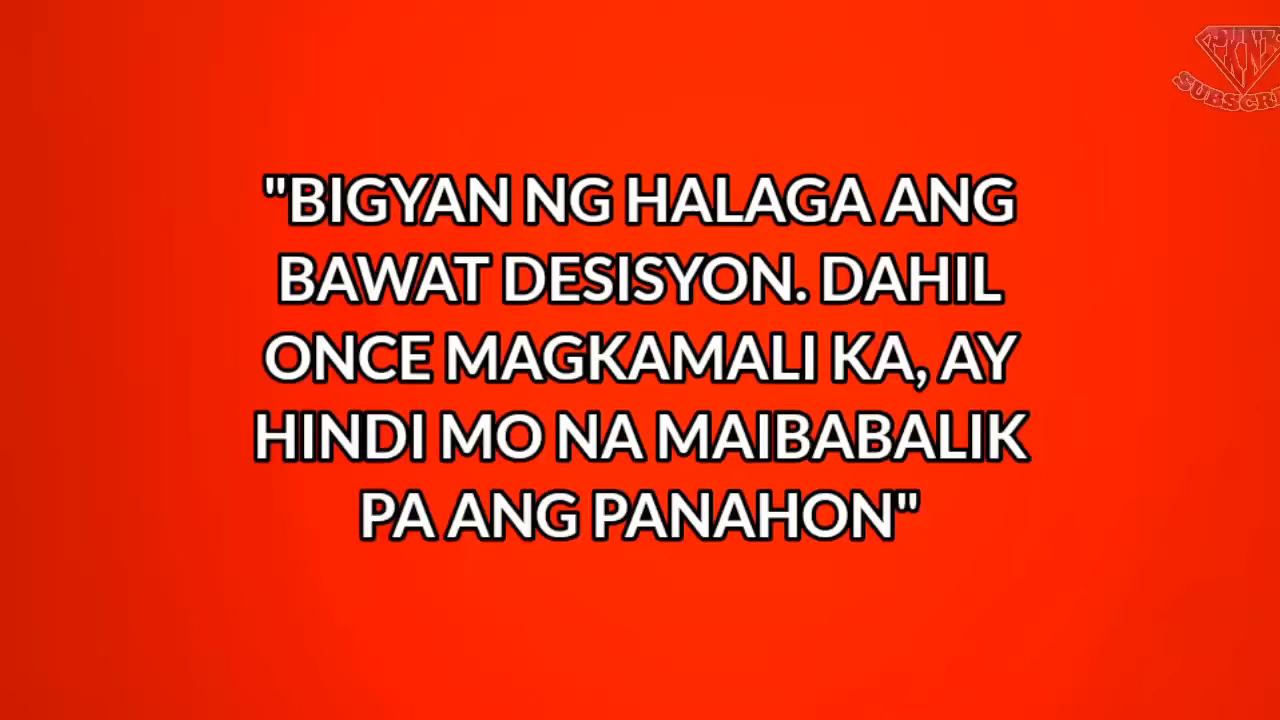 "BIGYAN NG HALAGA ANG
BAWAT DESISYON. DAHIL
ONCE MAGKAMALI KA, AY
HINDI MO NA MAIBABALIK
PA ANG PANAHON"